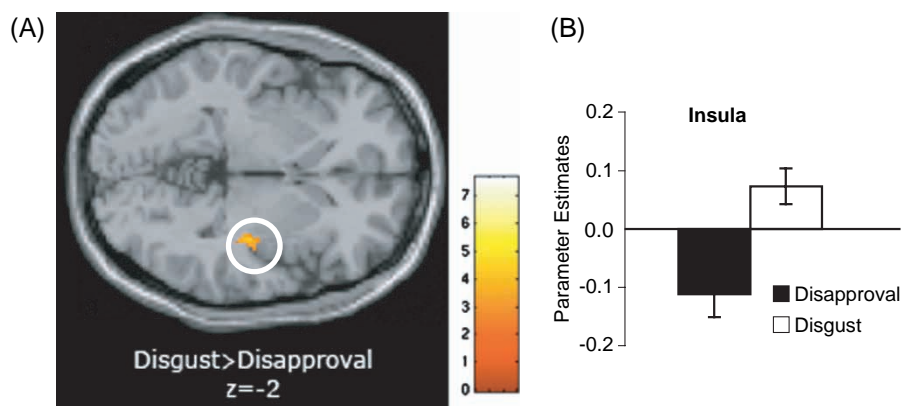 (A)
Disgust>Disapproval
z=-2
7
6
5
4
3
2
1
0
(B)
Insula
Parameter Estimates
0.2
0.1
0.0
-0.1
-0.2
Disapproval
Disgust